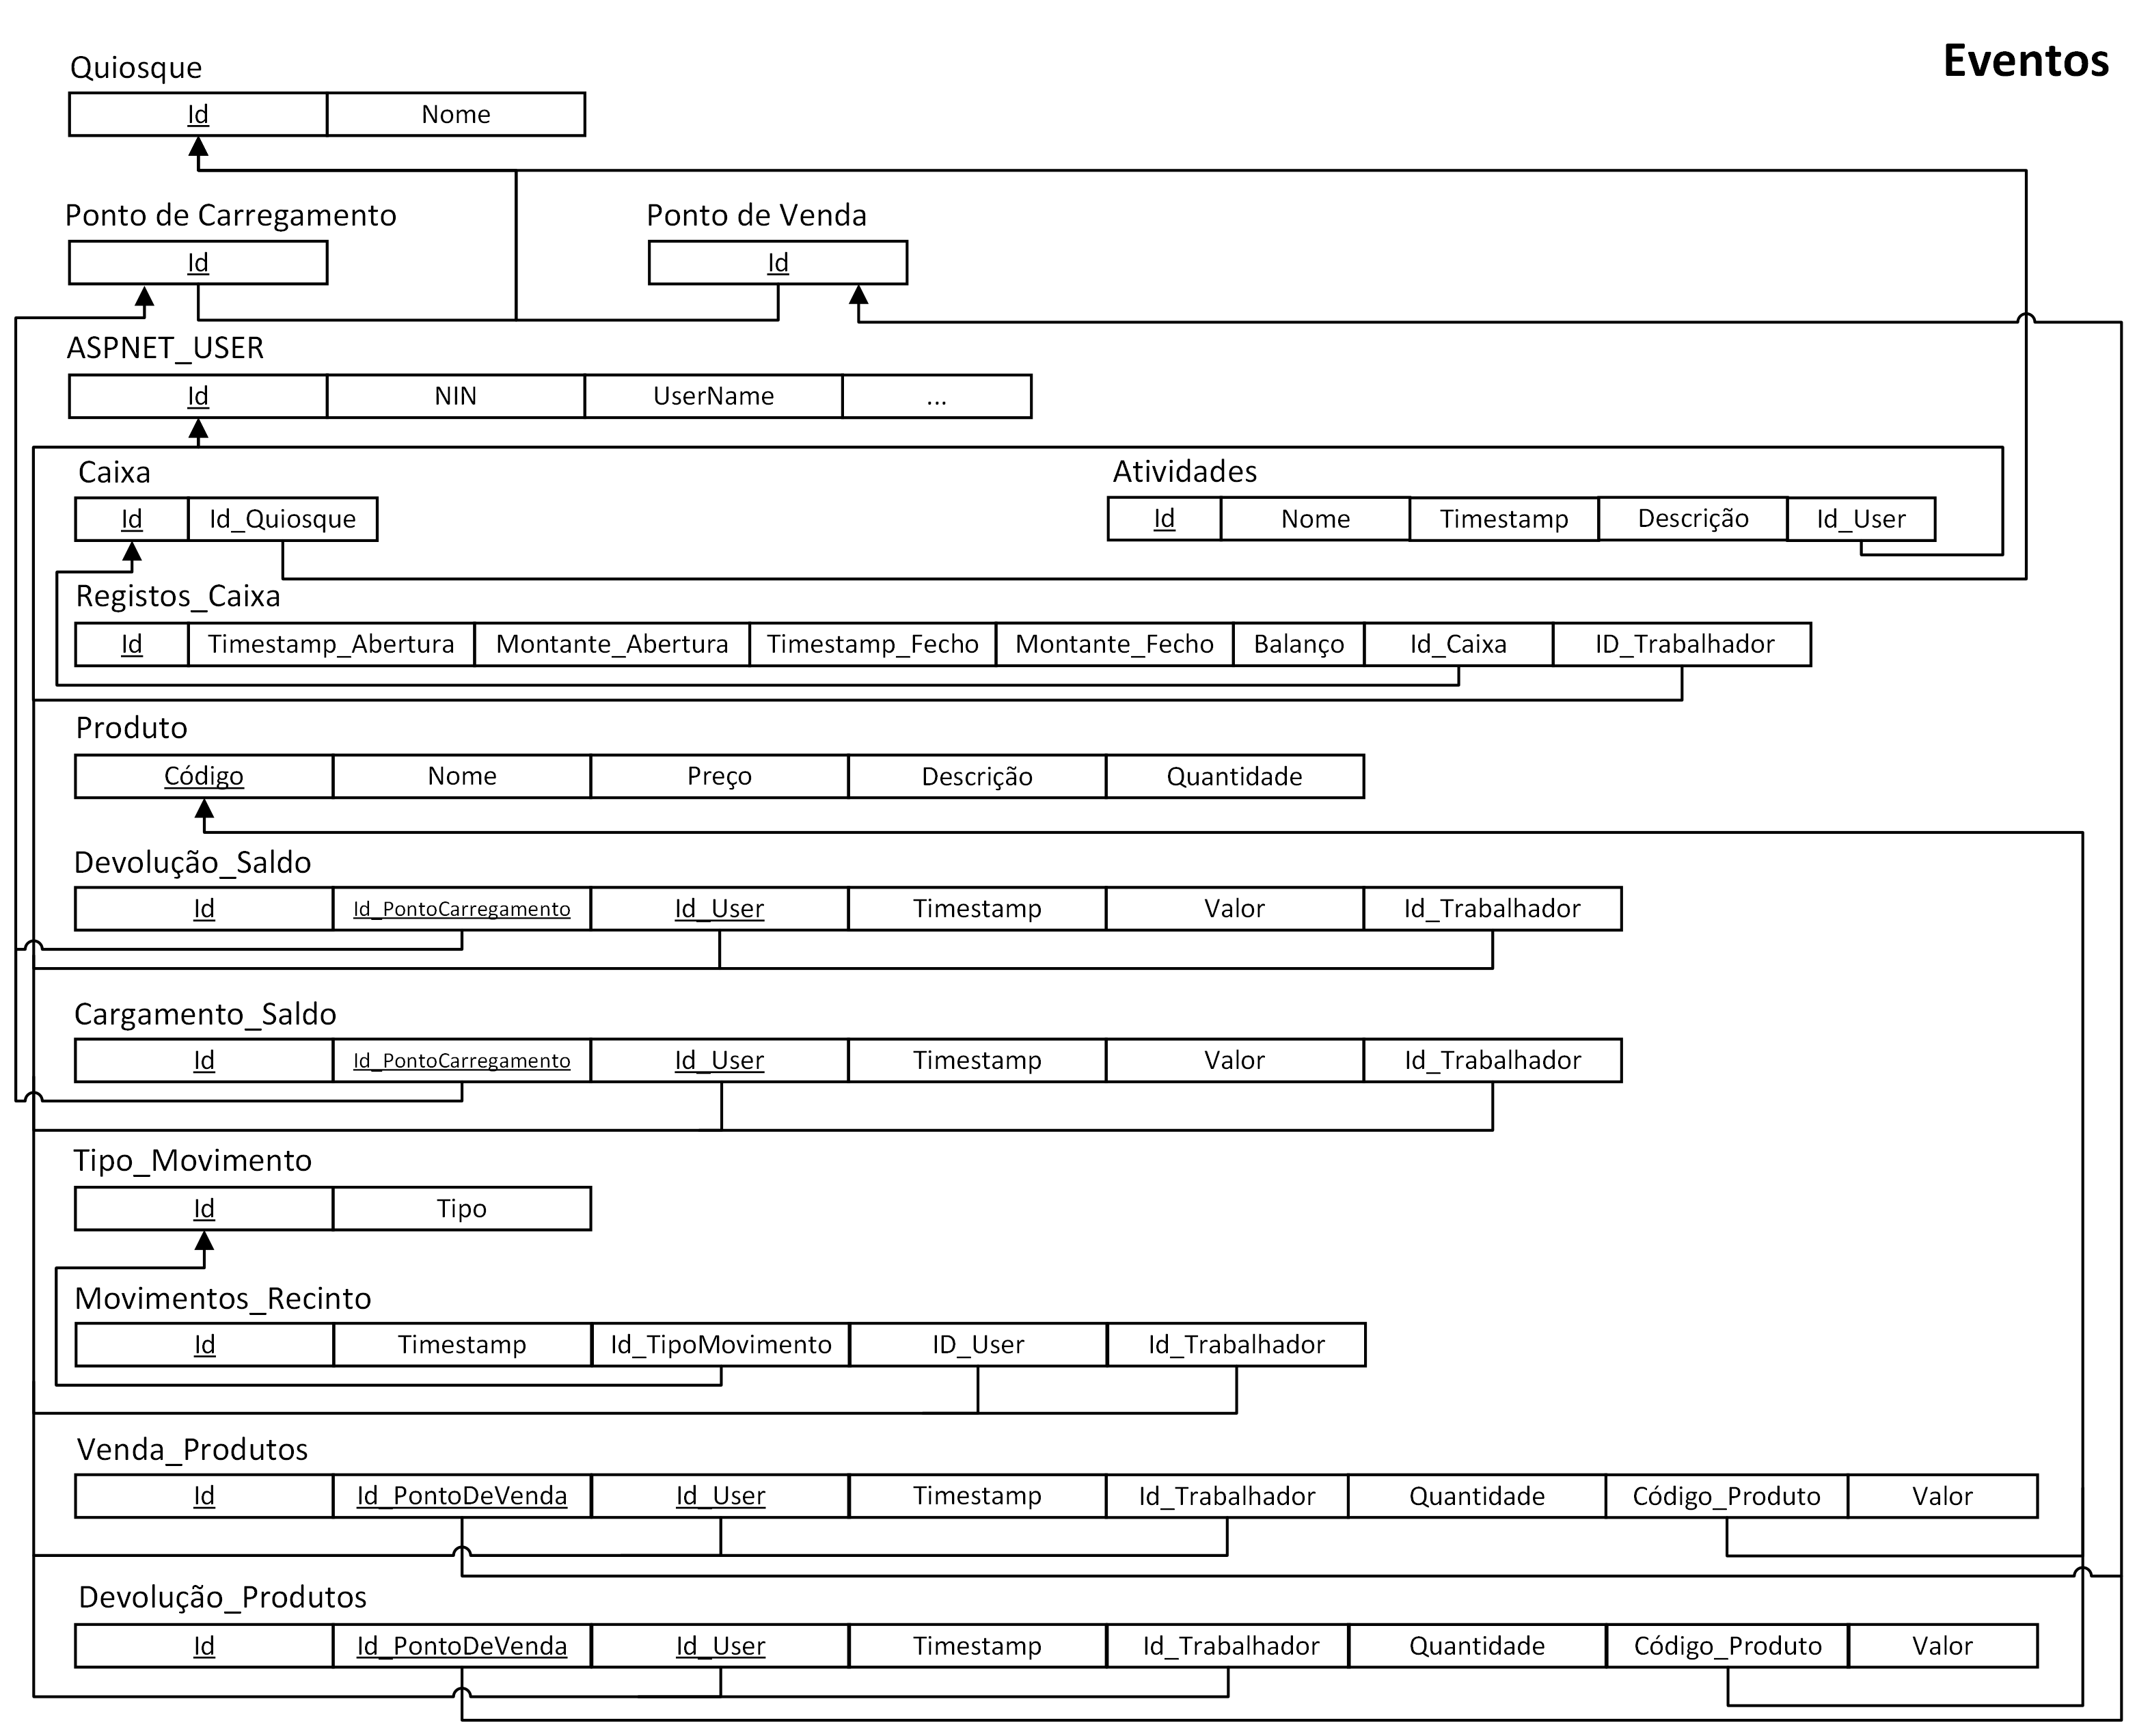 Eventos
Quiosque
Id Nome
Ponto de Carregamento Ponto de Venda
Id Id
ASPNET_USER
Id NIN UserName ...
Caixa Atividades
Id Id_Quiosque Id Nome Timestamp Descrição Id_User
Registos_Caixa
Id Timestamp_Abertura Montante_Abertura Timestamp_Fecho Montante_Fecho Balanço Id_Caixa ID_Trabalhador
Produto
Código Nome Preço Descrição Quantidade
Devolução_Saldo
Id Id_PontoCarregamento Id_User Timestamp Valor Id_Trabalhador
Cargamento_Saldo
Id Id_PontoCarregamento Id_User Timestamp Valor Id_Trabalhador
Tipo_Movimento
Id Tipo
Movimentos_Recinto
Id Timestamp Id_TipoMovimento ID_User Id_Trabalhador
Venda_Produtos
Id Id_PontoDeVenda Id_User Timestamp Id_Trabalhador Quantidade Código_Produto Valor
Devolução_Produtos
Id Id_PontoDeVenda Id_User Timestamp Id_Trabalhador Quantidade Código_Produto Valor